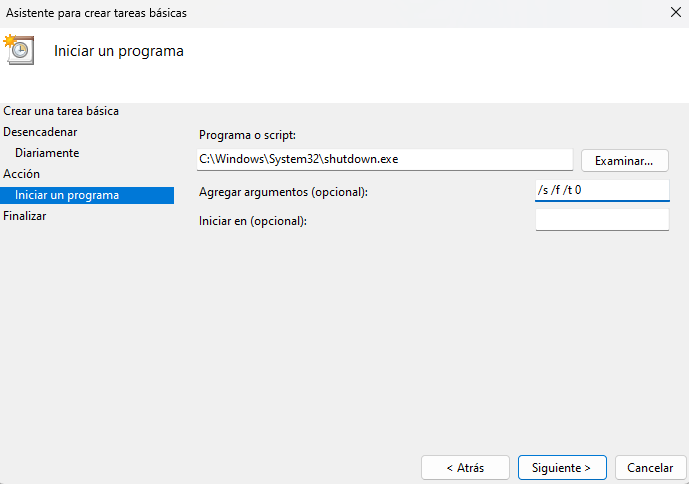 Asistente para crear tareas básicas
Iniciar un programa
Crear una tarea básica
Desencadenar
Diariamente
Acción
Iniciar un programa
Finalizar
Programa o script:
C:\Windows\System32\shutdown.exe
Examinar...
Agregar argumentos (opcional):
/s /f /t 0
Iniciar en (opcional):
< Atrás
Siguiente >
Cancelar